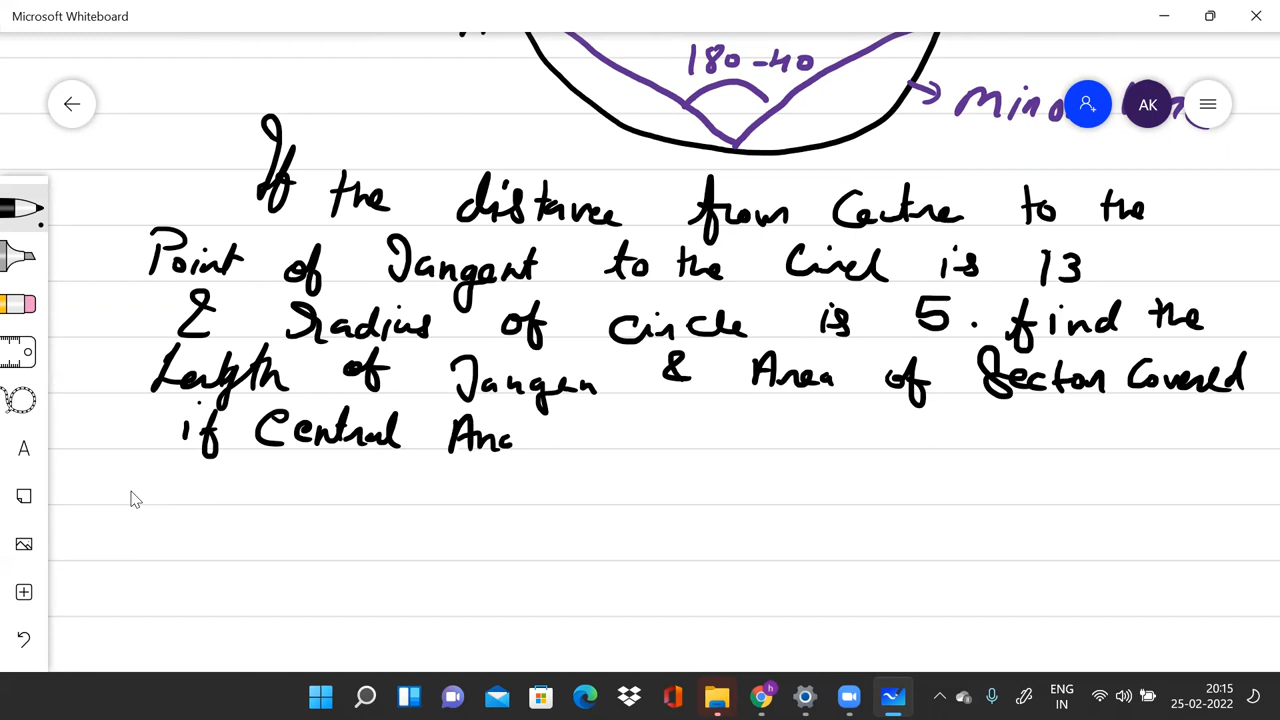 Microsoft Whiteboard
180-40
AK
If the distance from Centre to the
Point of Tangent to the Circl is 13
& radius of circle is 5. find the
Length of Tangen & Area of Sector Covered
if Central Ang
A
ENG
IN
20:15
25-02-2022